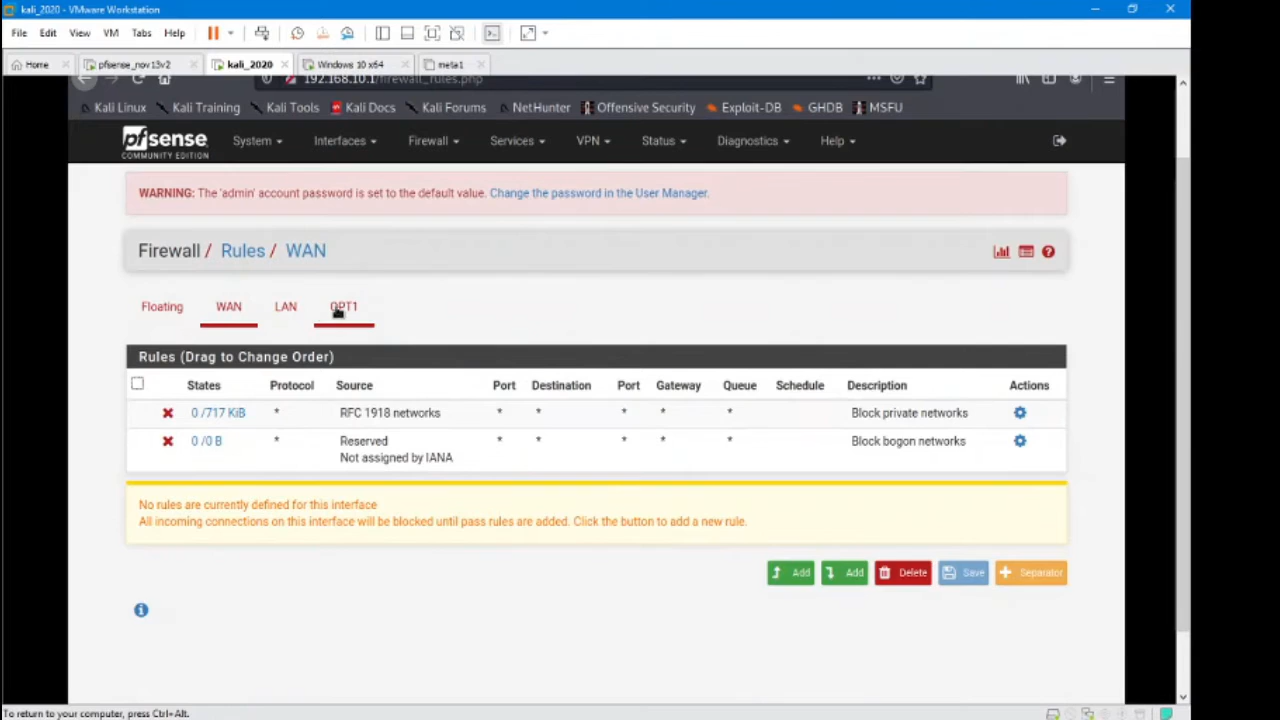 kali_2020 - VMware Workstation
File Edit View VM Tabs Help
Home pfsense_nov13v2 kali_2020 Windows 10 x64 meta1
192.168.10.1/firewall_rules.php
Kali Linux Kali Training Kali Tools Kali Docs Kali Forums NetHunter Offensive Security Exploit-DB GHDB MSFU
pfsense System Interfaces Firewall Services VPN Status Diagnostics Help
COMMUNITY EDITION
WARNING: The 'admin' account password is set to the default value. Change the password in the User Manager.
Firewall / Rules / WAN
Floating WAN LAN OPT1
Rules (Drag to Change Order)
States Protocol Source Port Destination Port Gateway Queue Schedule Description Actions
0 /717 KiB * RFC 1918 networks * * * * * Block private networks
0 /0 B * Reserved * * * * * Block bogon networks
Not assigned by IANA
No rules are currently defined for this interface
All incoming connections on this interface will be blocked until pass rules are added. Click the button to add a new rule.
Add Add Delete Save Separator
To return to your computer, press Ctrl+Alt.